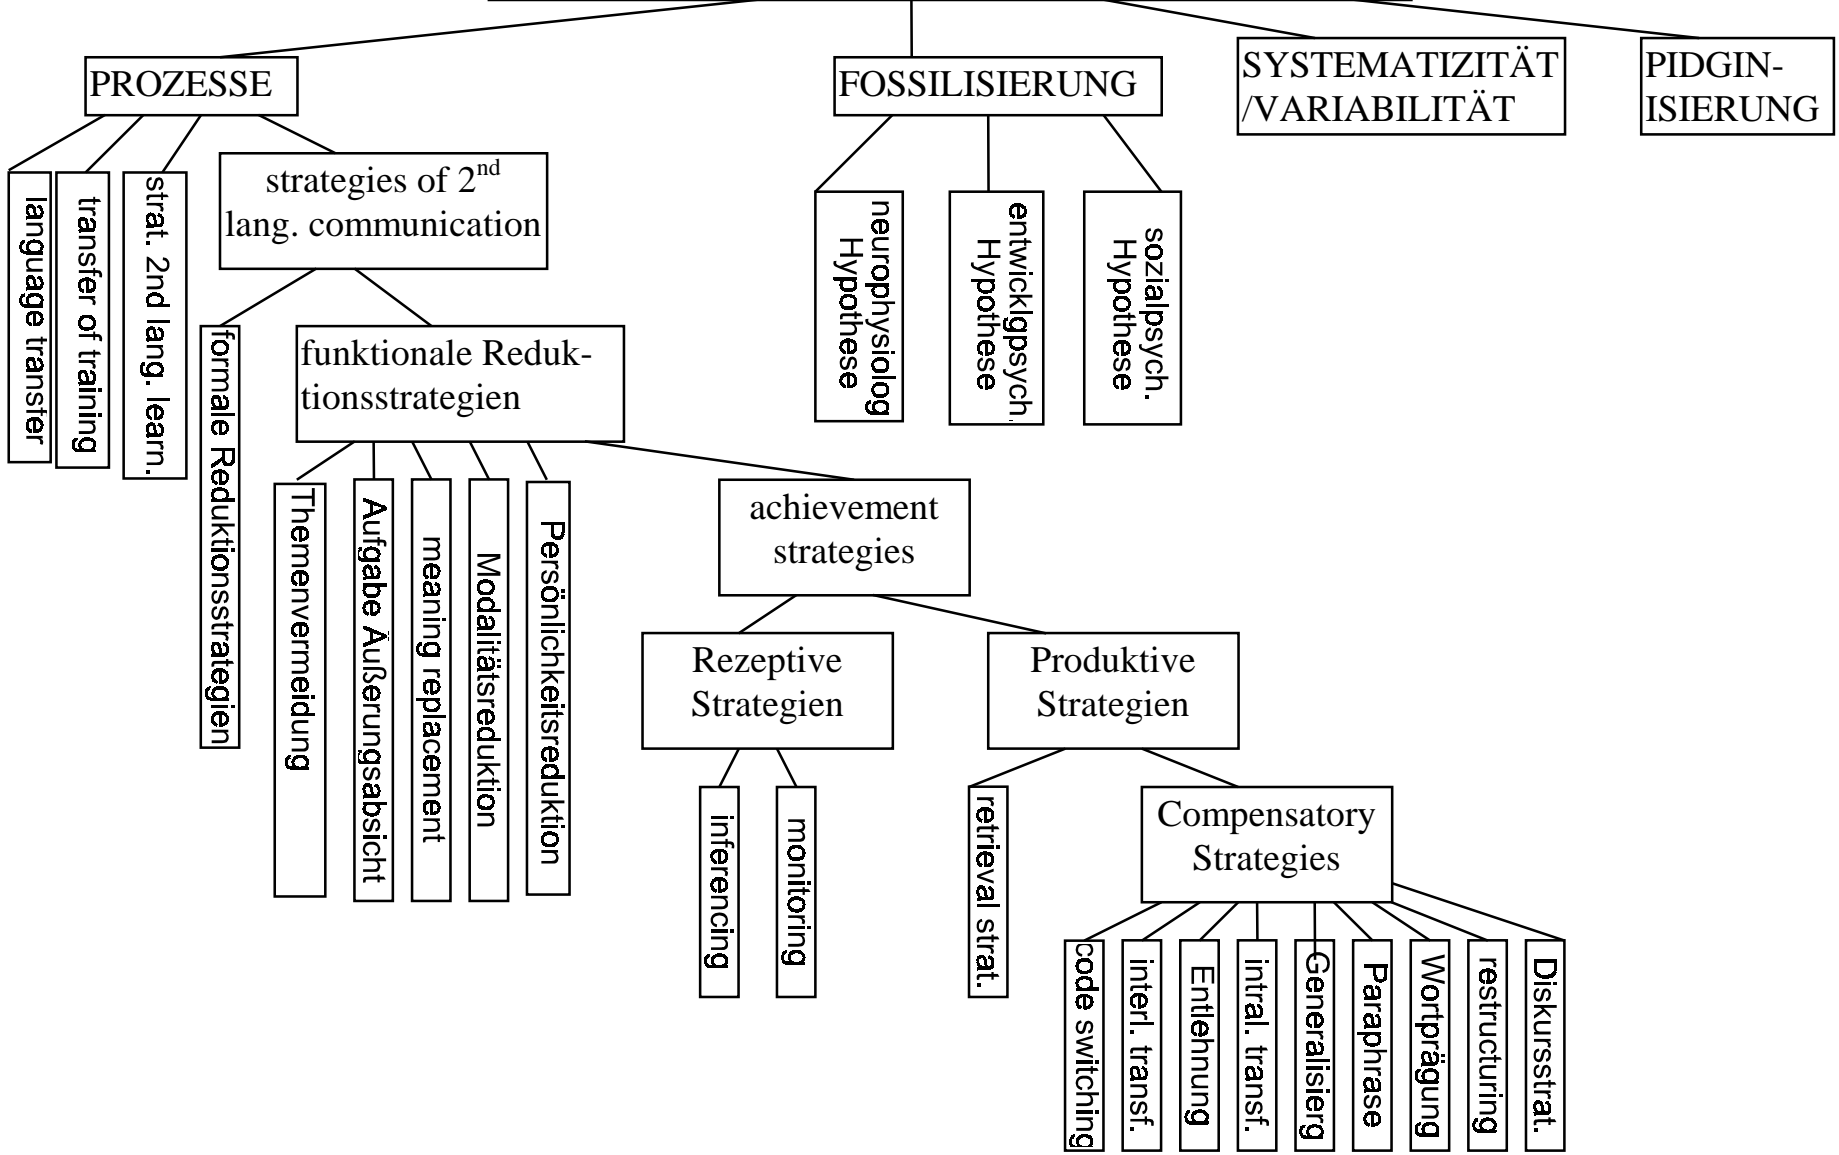 PROZESSE
FOSSILISIERUNG
SYSTEMATIZITÄT
/VARIABILITÄT
PIDGIN-
ISIERUNG
language transfer
transfer of training
strat. 2nd lang. learn.
strategies of 2nd
lang. communication
neurophysiolog
Hypothese
entwicklgpsych.
Hypothese
sozialpsych.
Hypothese
formale Reduktionsstrategien
funktionale Reduk-
tionsstrategien
Themenvermeidung
Aufgabe Äußerungsabsicht
meaning replacement
Modalitätsreduktion
Persönlichkeitsreduktion
achievement
strategies
Rezeptive
Strategien
Produktive
Strategien
inferencing
monitoring
retrieval strat.
Compensatory
Strategies
code switching
interl. transf.
Entlehnung
intral. transf.
Generalisierg
Paraphrase
Wortprägung
restructuring
Diskursstrat.